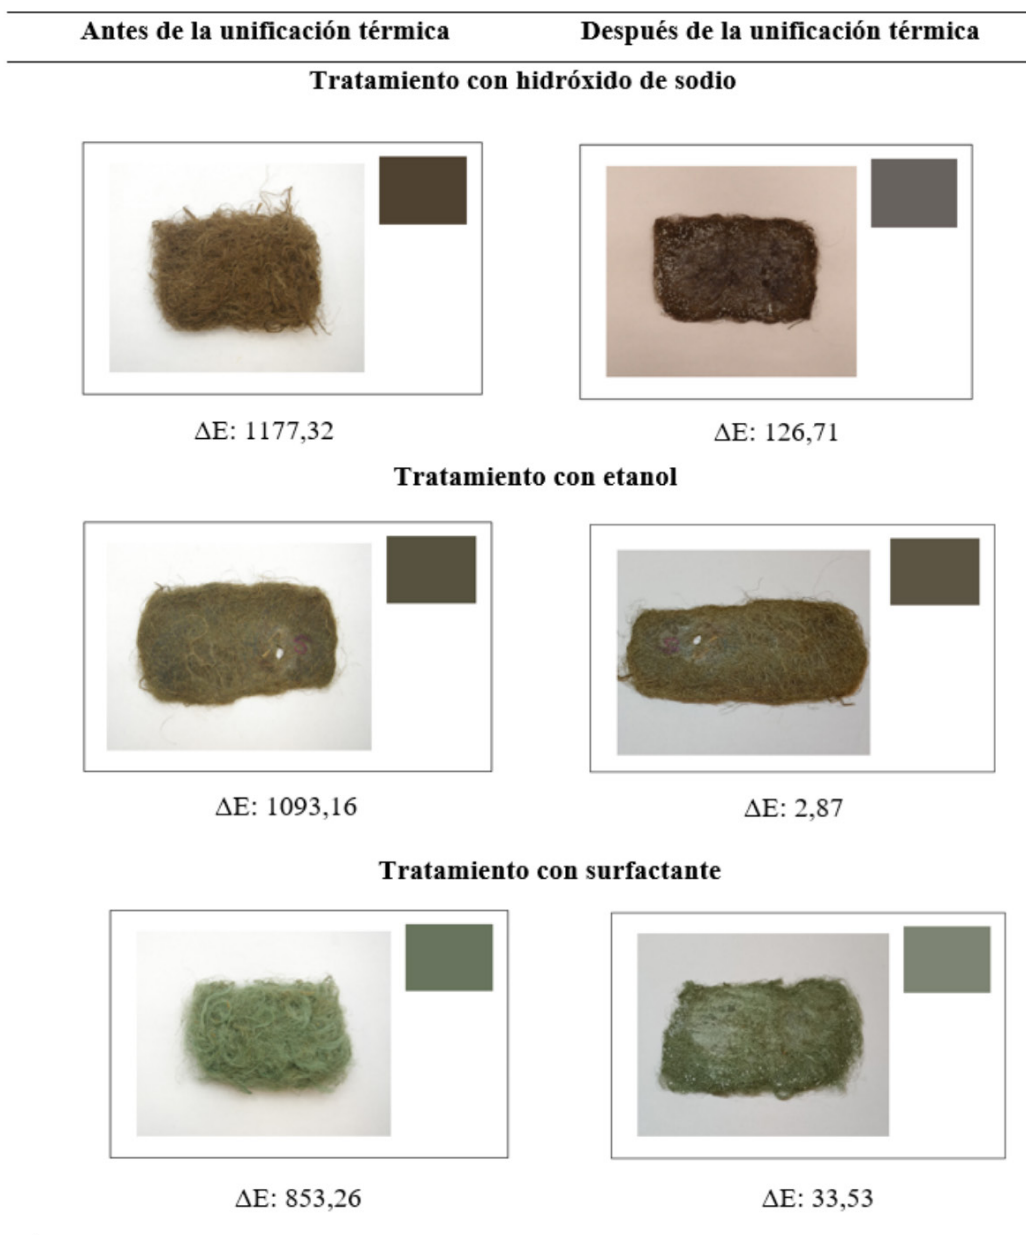 Antes de la unificación térmica Después de la unificación térmica
Tratamiento con hidróxido de sodio
ΔE: 1177,32 ΔE: 126,71
Tratamiento con etanol
ΔE: 1093,16 ΔE: 2,87
Tratamiento con surfactante
ΔE: 853,26 ΔE: 33,53